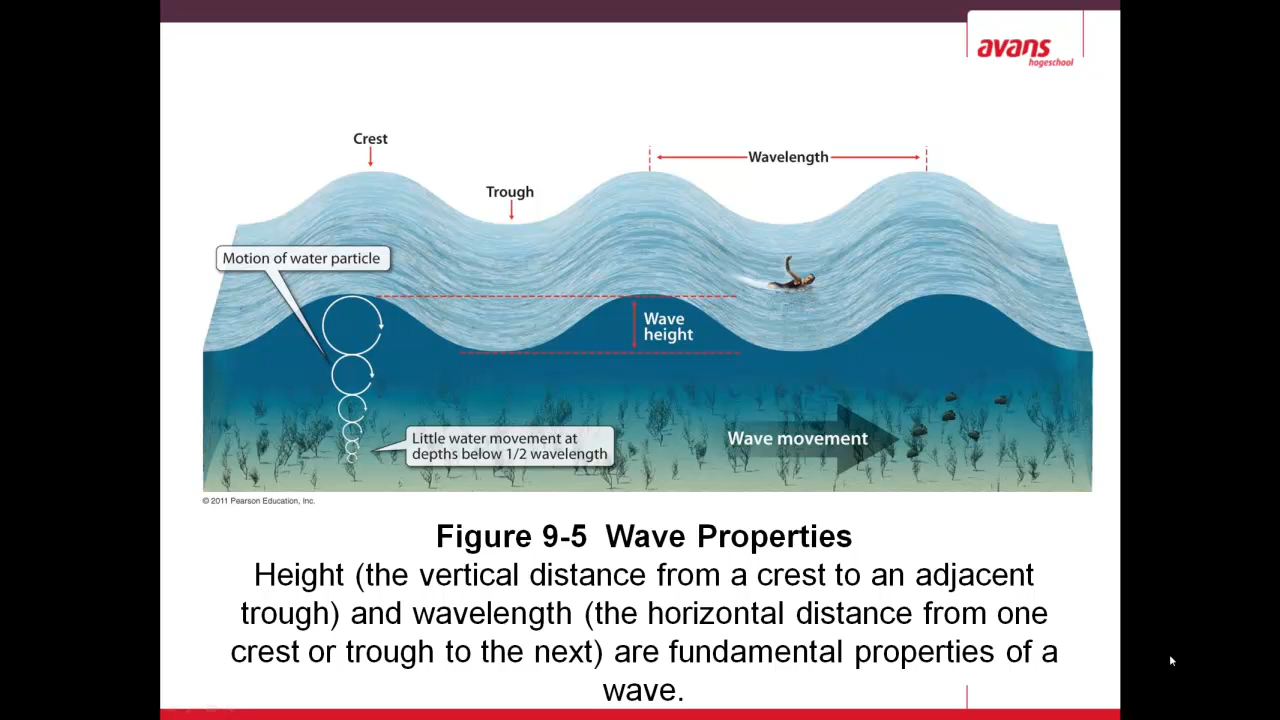 avans
hogeschool
Crest
Wavelength
Trough
Motion of water particle
Wave
height
Wave movement
Little water movement at
depths below 1/2 wavelength
© 2011 Pearson Education, Inc.
Figure 9-5  Wave Properties
Height (the vertical distance from a crest to an adjacent
trough) and wavelength (the horizontal distance from one
crest or trough to the next) are fundamental properties of a
wave.